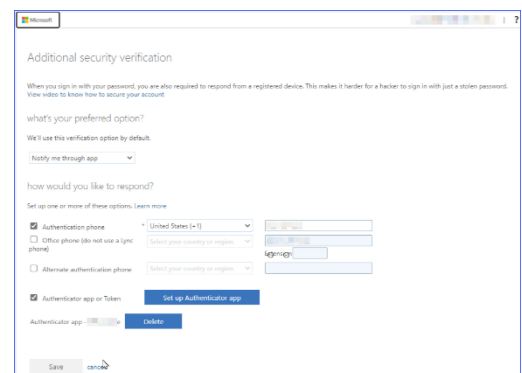 Microsoft
?
Additional security verification
When you sign in with your password, you are also required to respond from a registered device. This makes it harder for a hacker to sign in with just a stolen password.
View video to know how to secure your account
what's your preferred option?
We'll use this verification option by default.
Notify me through app
how would you like to respond?
Set up one or more of these options. Learn more
Authentication phone * United States (+1)
Office phone (do not use a Lync phone) Select your country or region
Extension
Alternate authentication phone Select your country or region
Authenticator app or Token Set up Authenticator app
Authenticator app - Delete
Save cancel